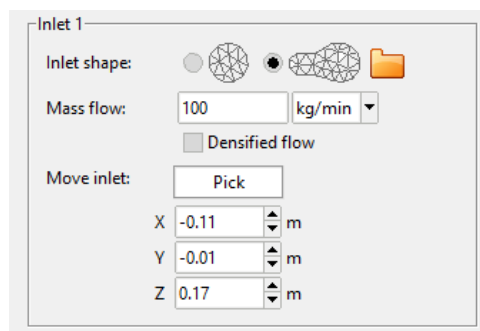 Inlet 1
Inlet shape:
Mass flow: 100 kg/min
Densified flow
Move inlet: Pick
X -0.11 m
Y -0.01 m
Z 0.17 m